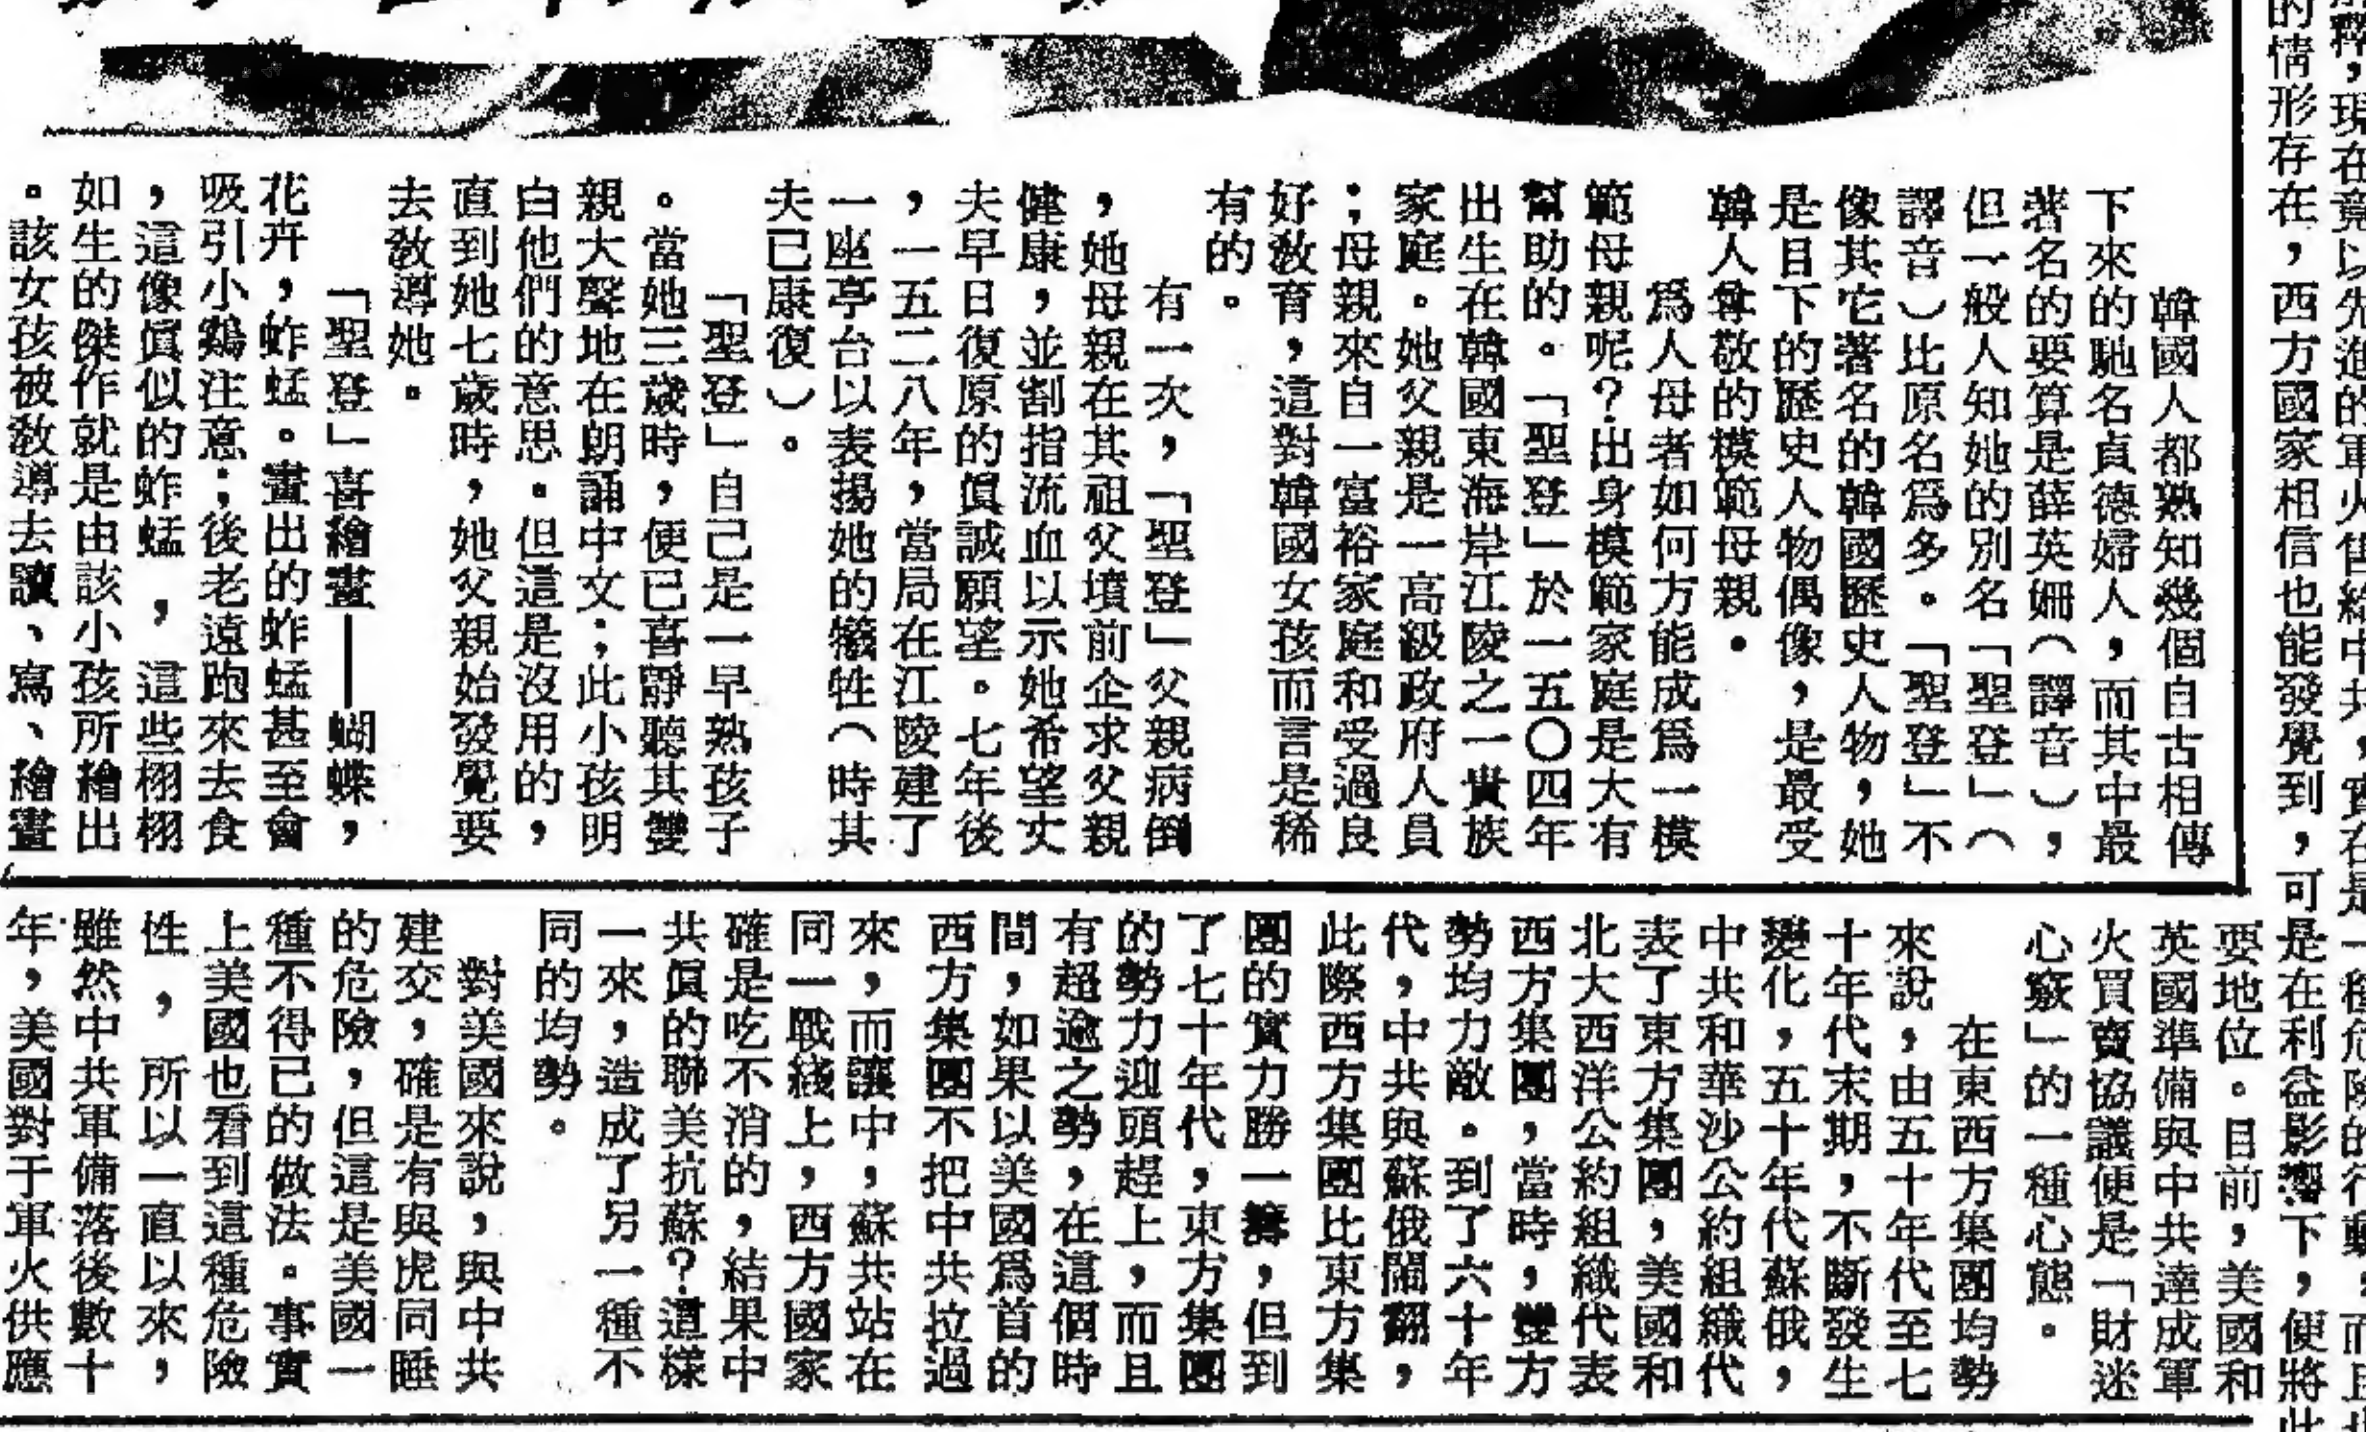 的情形存在，西方國家相信也能發覺到，可是在利益影響下，便將此
韓國人都熟知幾個自古相傳
下來的馳名貞德婦人，而其中最
著名的要算是薛英姍（譯音），
但一般人知她的別名「聖登」（
譯音）比原名爲多。「聖登」不
像其它著名的韓國歷史人物，她
是目下的歷史人物偶像，是最受
韓人尊敬的模範母親。
爲人母者如何方能成爲一模
範母親呢？出身模範家庭是大有
幫助的。「聖登」於一五〇四年
出生在韓國東海岸江陵之一貴族
家庭。她父親是一高級政府人員
；母親來自一富裕家庭和受過良
好敎育，這對韓國女孩而言是稀
有的。
有一次，「聖登」父親病倒
，她母親在其祖父墳前企求父親
健康，並割指流血以示她希望丈
夫早日復原的眞誠願望。七年後
，一五二八年，當局在江陵建了
一座亭台以表揚她的犧牲（時其
夫已康復）。
「聖登」自己是一早熟孩子
。當她三歲時，便已喜靜聽其雙
親大聲地在朗誦中文；此小孩明
白他們的意思。但這是沒用的，
直到她七歲時，她父親始發覺要
去敎導她。
「聖登」喜繪畫——蝴蝶，
花卉，蚱蜢。畫出的蚱蜢甚至會
吸引小鷄注意；後老遠跑來去食
，這像眞似的蚱蜢，這些栩栩
如生的傑作就是由該小孩所繪出
。該女孩被敎導去讀、寫、繪畫
要地位。目前，美國和
英國準備與中共達成軍
火買賣協議便是「財迷
心竅」的一種心態。
在東西方集團均勢
來說，由五十年代至七
十年代末期，不斷發生
變化，五十年代蘇俄，
中共和華沙公約組織代
表了東方集團，美國和
北大西洋公約組織代表
西方集團，當時，雙方
勢均力敵。到了六十年
代，中共與蘇俄鬧翻，
此際西方集團比東方集
團的實力勝一籌，但到
了七十年代，東方集團
的勢力迎頭趕上，而且
有超逾之勢，在這個時
間，如果以美國爲首的
西方集團不把中共拉過
來，而讓中，蘇共站在
同一戰綫上，西方國家
確是吃不消的，結果中
共眞的聯美抗蘇？這樣
一來，造成了另一種不
同的均勢。
對美國來說，與中共
建交，確是有與虎同睡
的危險，但這是美國一
種不得已的做法。事實
上美國也看到這種危險
性，所以一直以來，
雖然中共軍備落後數十
年，美國對于軍火供應